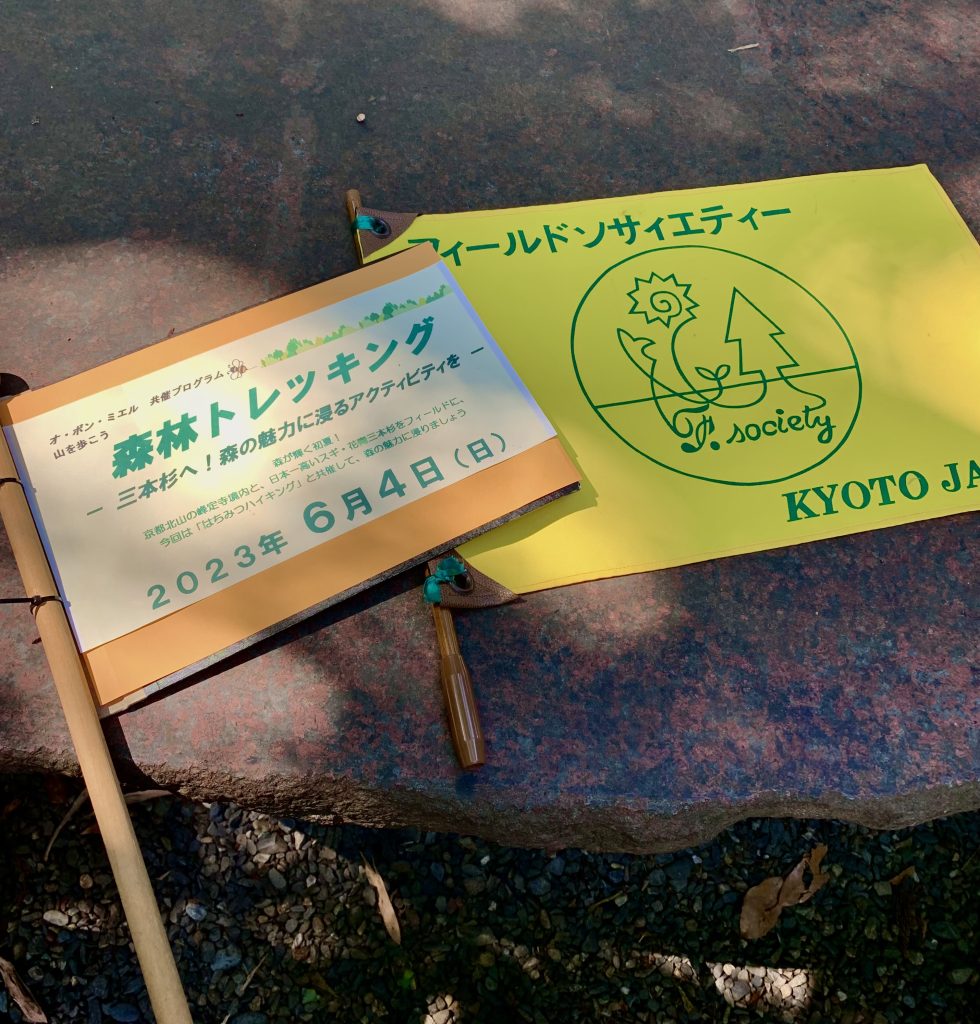 オ・ボン・ミエル 共催プログラム
山を歩こう
森林トレッキング
― 三本杉へ！森の魅力に浸るアクティビティを ―
森が輝く初夏！
京都北山の峰定寺境内と、日本一高いスギ・花脊三本杉をフィールドに、
今回は「はちみつハイキング」と共催して、森の魅力に浸りましょう
2023年 6月4日（日）
フィールドソサイエティー
F. society
KYOTO JA